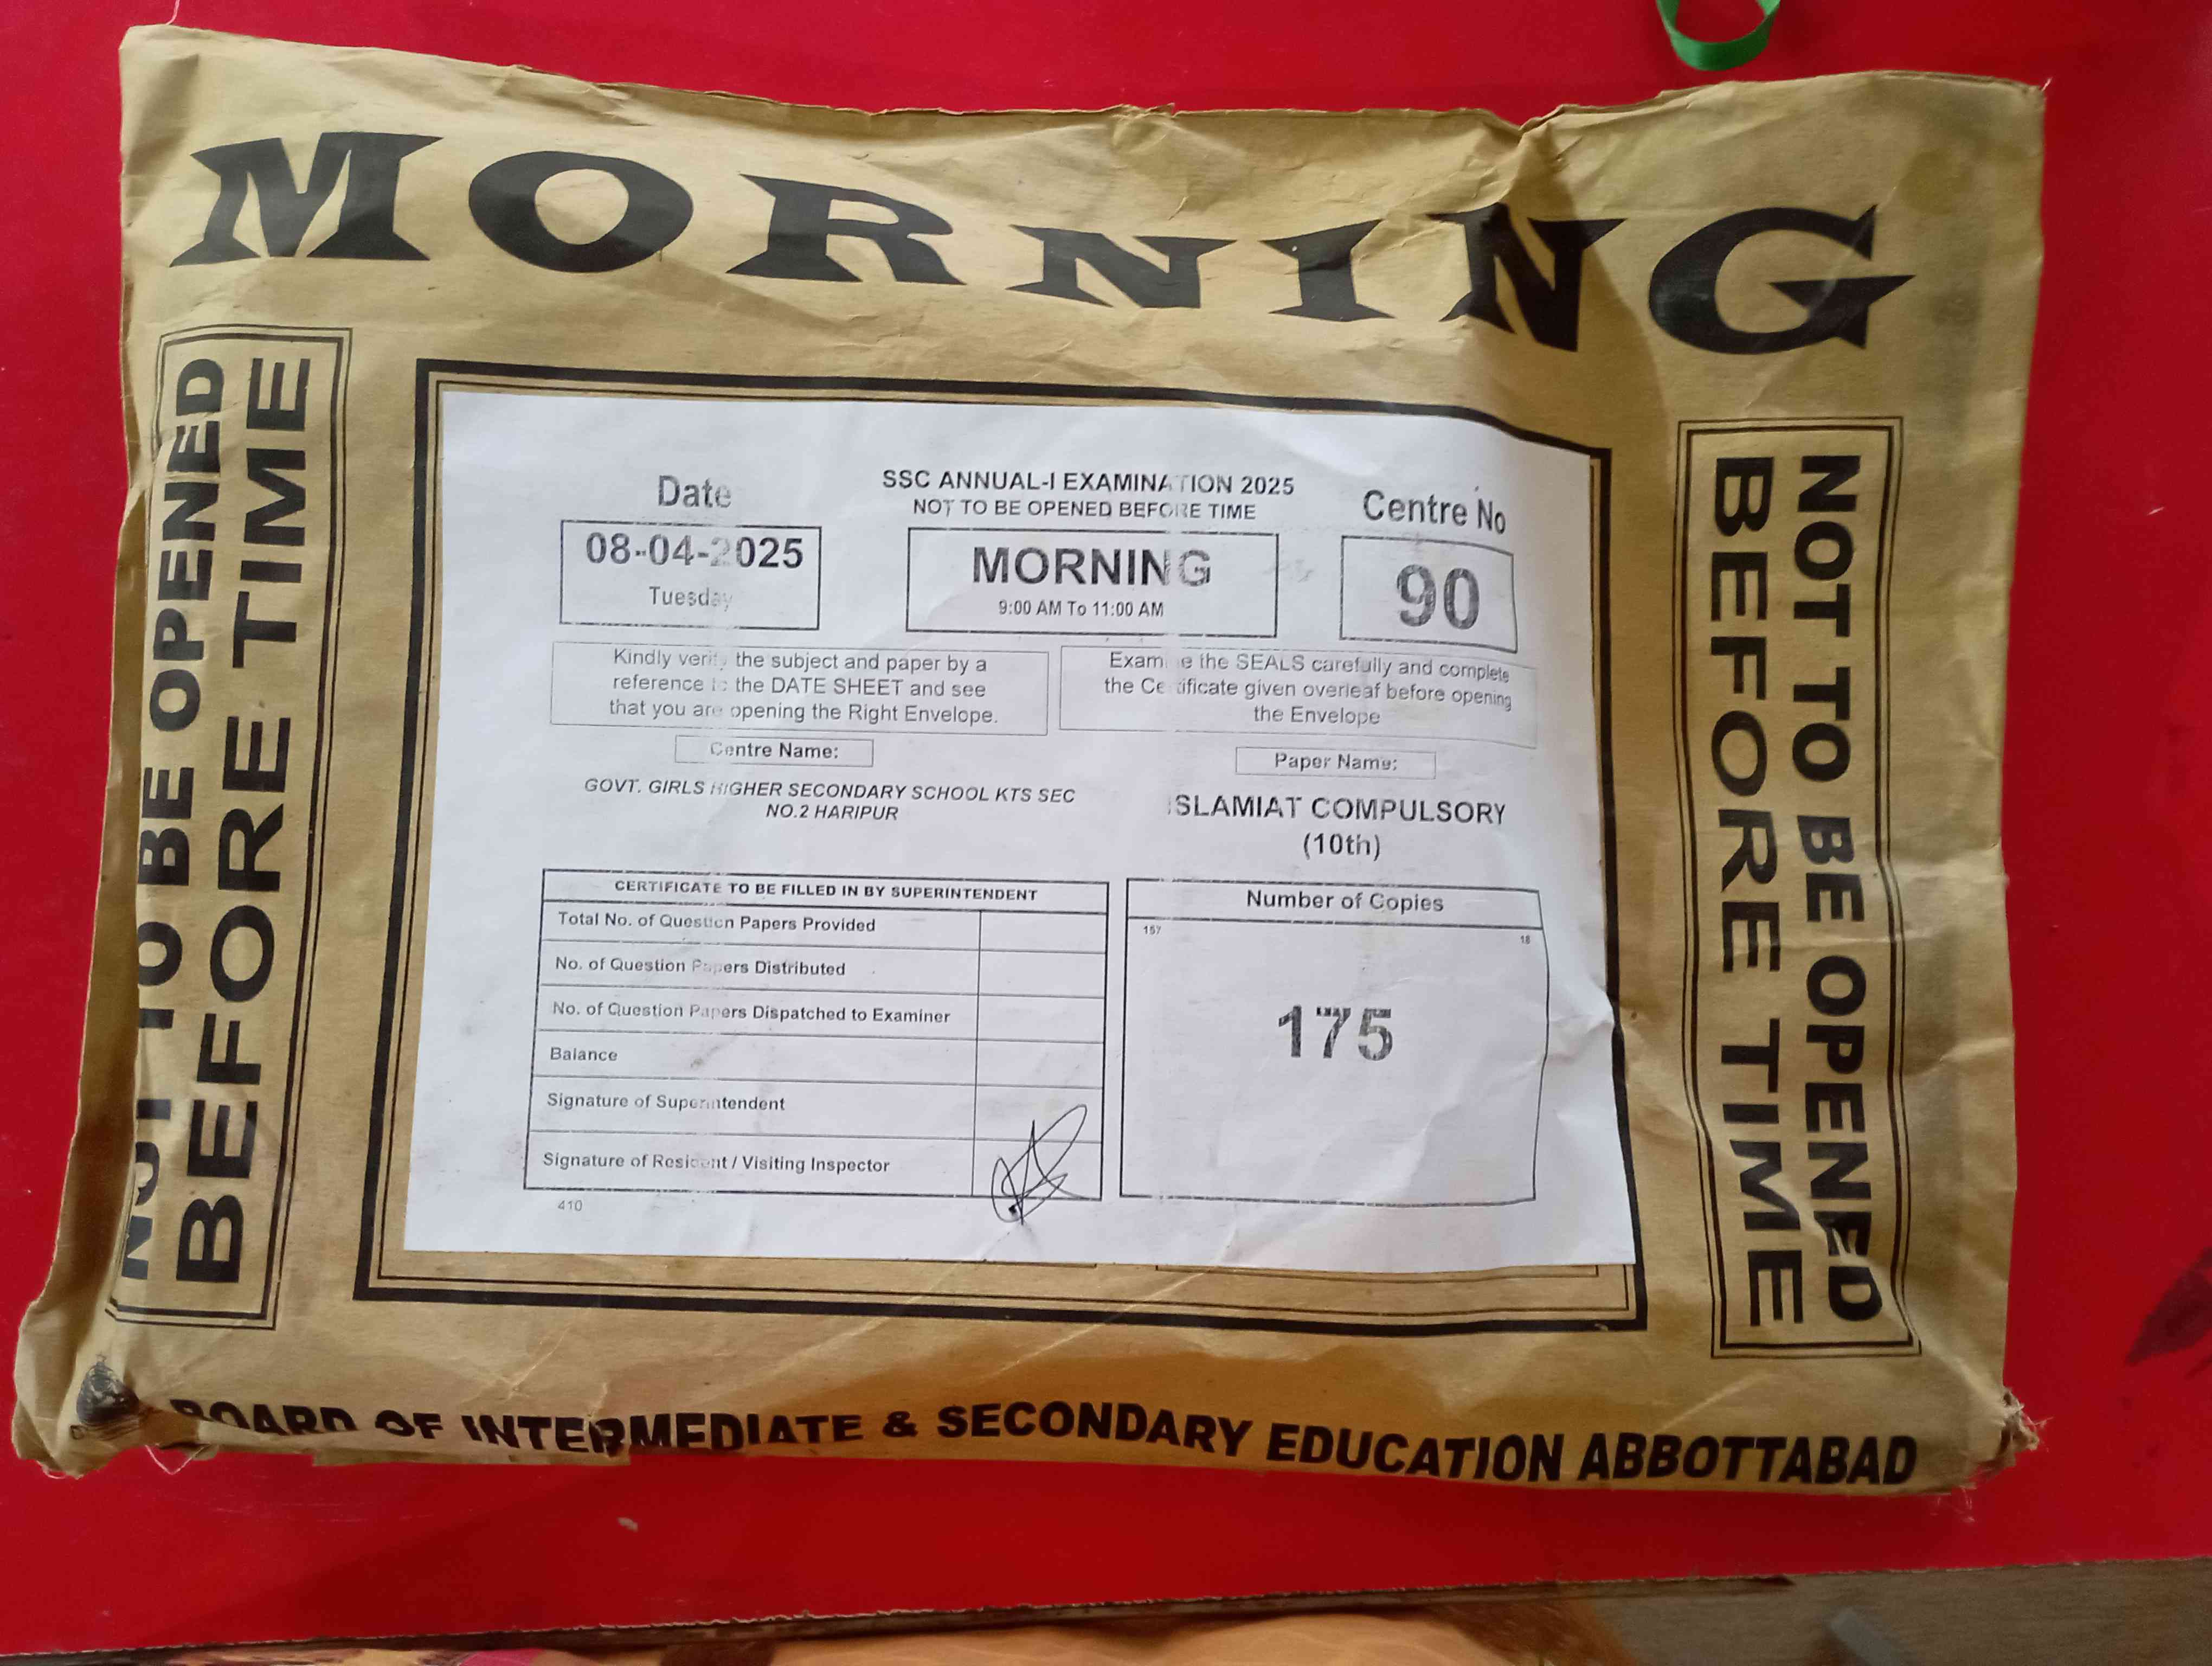 MORNING
NOT TO BE OPENED
BEFORE TIME
Date
08-04-2025
Tuesday
SSC ANNUAL-I EXAMINATION 2025
NOT TO BE OPENED BEFORE TIME
MORNING
9:00 AM To 11:00 AM
Centre No
90
Kindly verify the subject and paper by a
reference to the DATE SHEET and see
that you are opening the Right Envelope.
Examine the SEALS carefully and complete
the Certificate given overleaf before opening
the Envelope
Centre Name:
GOVT. GIRLS HIGHER SECONDARY SCHOOL KTS SEC
NO.2 HARIPUR
Paper Name:
ISLAMIAT COMPULSORY
(10th)
CERTIFICATE TO BE FILLED IN BY SUPERINTENDENT
Total No. of Question Papers Provided
No. of Question Papers Distributed
No. of Question Papers Dispatched to Examiner
Balance
Signature of Superintendent
Signature of Resident / Visiting Inspector
410
Number of Copies
157 18
175
NOT TO BE OPENED
BEFORE TIME
BOARD OF INTERMEDIATE & SECONDARY EDUCATION ABBOTTABAD